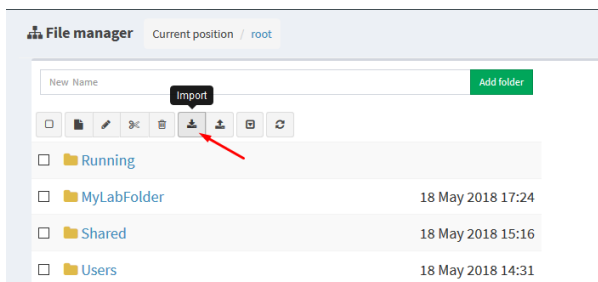 File manager Current position / root
New Name Add folder
Import
Running
MyLabFolder 18 May 2018 17:24
Shared 18 May 2018 15:16
Users 18 May 2018 14:31